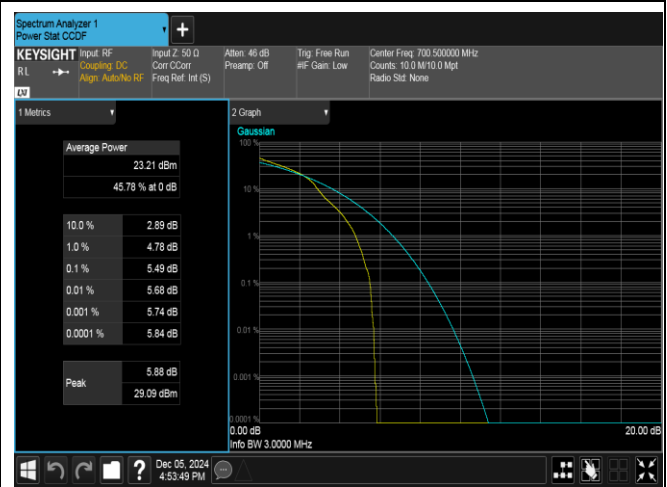 Spectrum Analyzer 1
Power Stat CCDF
+
KEYSIGHT
RL
LXI
Input: RF
Coupling: DC
Align: Auto/No RF
Input Z: 50 Ω
Corr CCorr
Freq Ref: Int (S)
Atten: 46 dB
Preamp: Off
Trig: Free Run
#IF Gain: Low
Center Freq: 700.500000 MHz
Counts: 10.0 M/10.0 Mpt
Radio Std: None
1 Metrics
Average Power
23.21 dBm
45.78 % at 0 dB
10.0 % 2.89 dB
1.0 % 4.78 dB
0.1 % 5.49 dB
0.01 % 5.68 dB
0.001 % 5.74 dB
0.0001 % 5.84 dB
Peak
5.88 dB
29.09 dBm
2 Graph
Gaussian
100 %
10 %
1 %
0.1 %
0.01 %
0.001 %
0.0001 %
0.00 dB 20.00 dB
Info BW 3.0000 MHz
?
Dec 05, 2024
4:53:49 PM